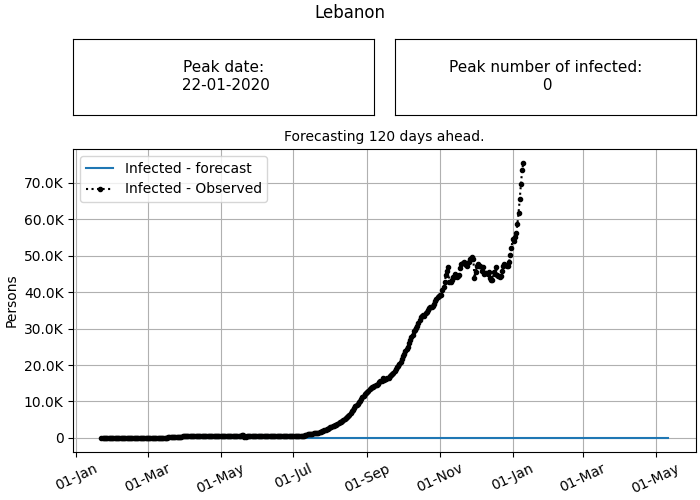 Lebanon
Peak date:
22-01-2020
Peak number of infected:
0
Forecasting 120 days ahead.
Infected - forecast
Infected - Observed
Persons
70.0K
60.0K
50.0K
40.0K
30.0K
20.0K
10.0K
0
01-Jan
01-Mar
01-May
01-Jul
01-Sep
01-Nov
01-Jan
01-Mar
01-May